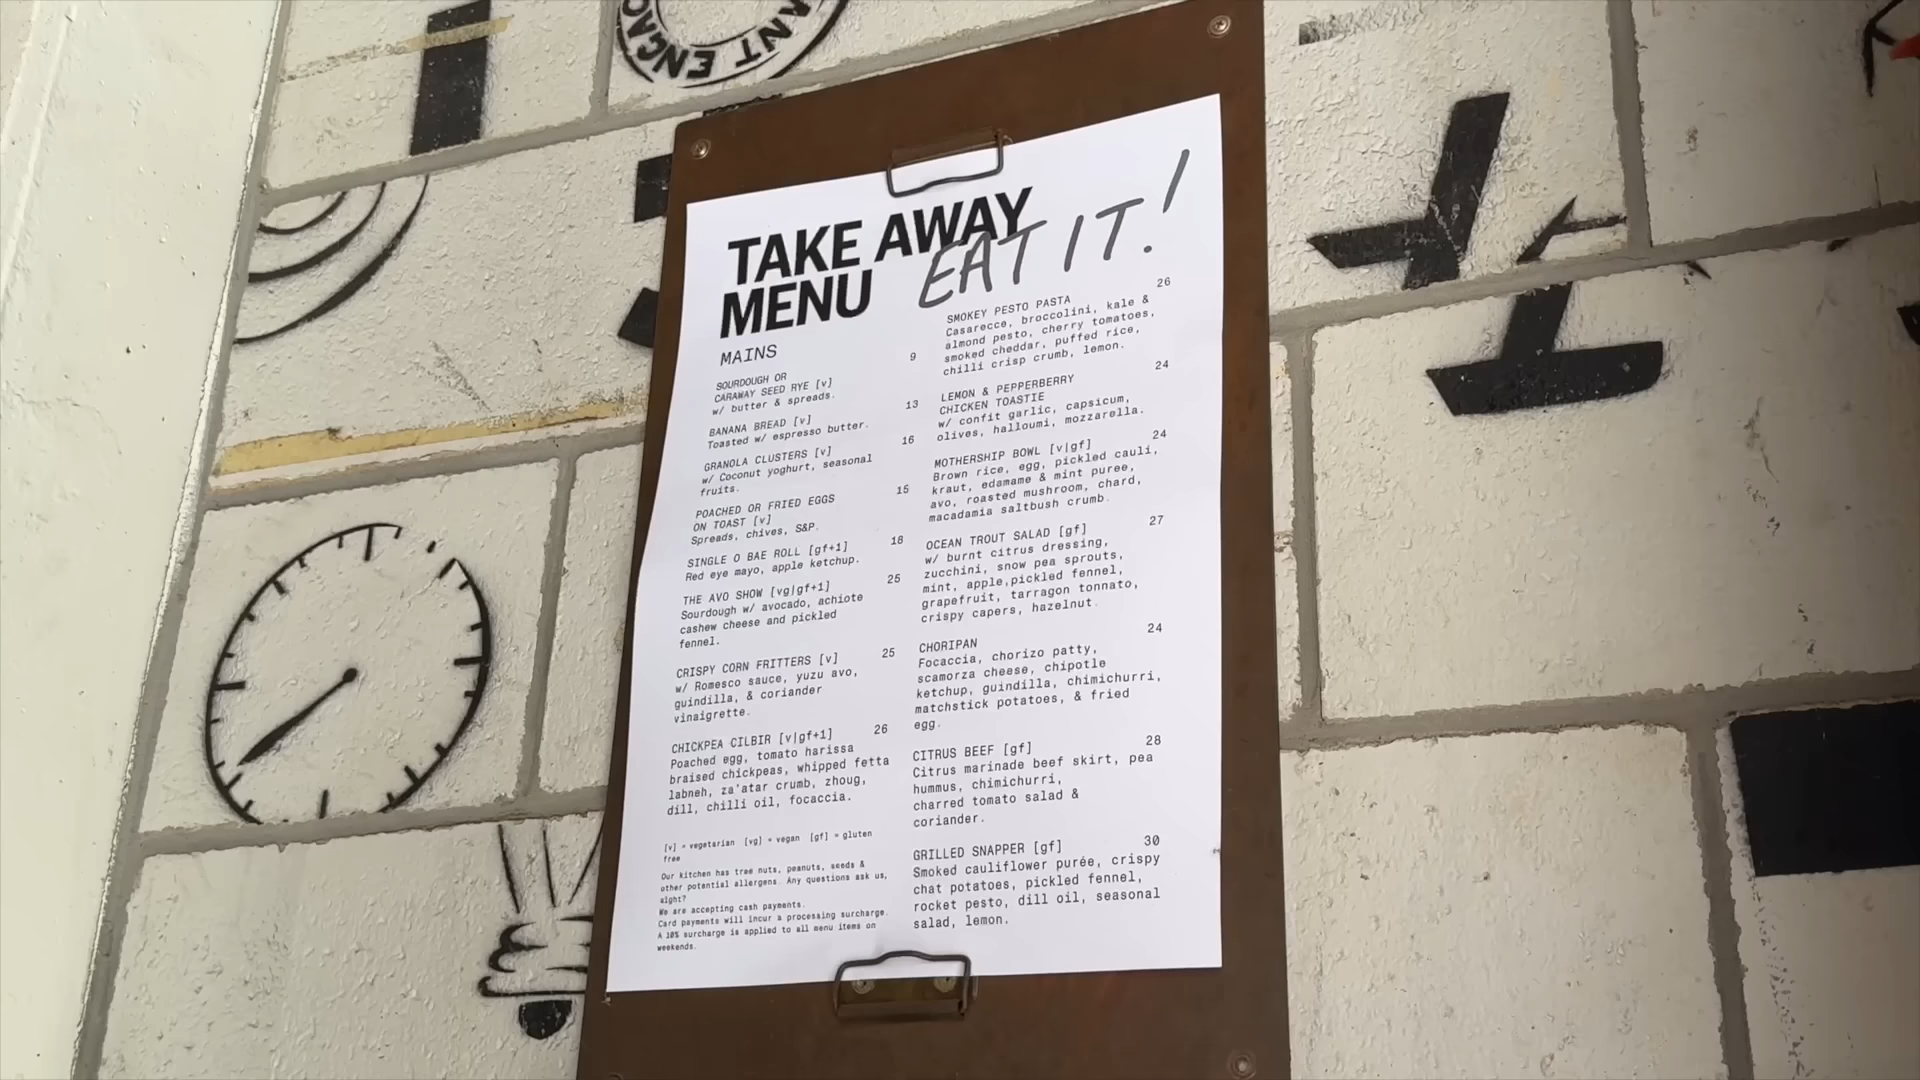 ANT ENGMO
TAKE AWAY
MENU
EAT IT!
MAINS
SOURDOUGH OR 9
CARAWAY SEED RYE [v]
w/ butter & spreads.
BANANA BREAD [v] 13
Toasted w/ espresso butter.
GRANOLA CLUSTERS [v] 16
w/ Coconut yoghurt, seasonal
fruits.
POACHED OR FRIED EGGS 15
ON TOAST [v]
Spreads, chives, S&P.
SINGLE O BAE ROLL [gf+1] 18
Red eye mayo, apple ketchup.
THE AVO SHOW [vg|gf+1] 25
Sourdough w/ avocado, achiote
cashew cheese and pickled
fennel.
CRISPY CORN FRITTERS [v] 25
w/ Romesco sauce, yuzu avo,
guindilla, & coriander
vinaigrette.
CHICKPEA CILBIR [v|gf+1] 26
Poached egg, tomato harissa
braised chickpeas, whipped fetta
labneh, za'atar crumb, zhoug,
dill, chilli oil, focaccia.
[v] = vegetarian [vg] = vegan [gf] = gluten
free
Our kitchen has tree nuts, peanuts, seeds &
other potential allergens. Any questions ask us,
aight?
We are accepting cash payments.
Card payments will incur a processing surcharge.
A 10% surcharge is applied to all menu items on
weekends.
SMOKEY PESTO PASTA 26
Casarecce, broccolini, kale &
almond pesto, cherry tomatoes,
smoked cheddar, puffed rice,
chilli crisp crumb, lemon.
LEMON & PEPPERBERRY 24
CHICKEN TOASTIE
w/ confit garlic, capsicum,
olives, halloumi, mozzarella.
MOTHERSHIP BOWL [v|gf] 24
Brown rice, egg, pickled cauli,
kraut, edamame & mint puree,
avo, roasted mushroom, chard,
macadamia saltbush crumb.
OCEAN TROUT SALAD [gf] 27
w/ burnt citrus dressing,
zucchini, snow pea sprouts,
mint, apple,pickled fennel,
grapefruit, tarragon tonnato,
crispy capers, hazelnut.
CHORIPAN 24
Focaccia, chorizo patty,
scamorza cheese, chipotle
ketchup, guindilla, chimichurri,
matchstick potatoes, & fried
egg.
CITRUS BEEF [gf] 28
Citrus marinade beef skirt, pea
hummus, chimichurri,
charred tomato salad &
coriander.
GRILLED SNAPPER [gf] 30
Smoked cauliflower purée, crispy
chat potatoes, pickled fennel,
rocket pesto, dill oil, seasonal
salad, lemon.